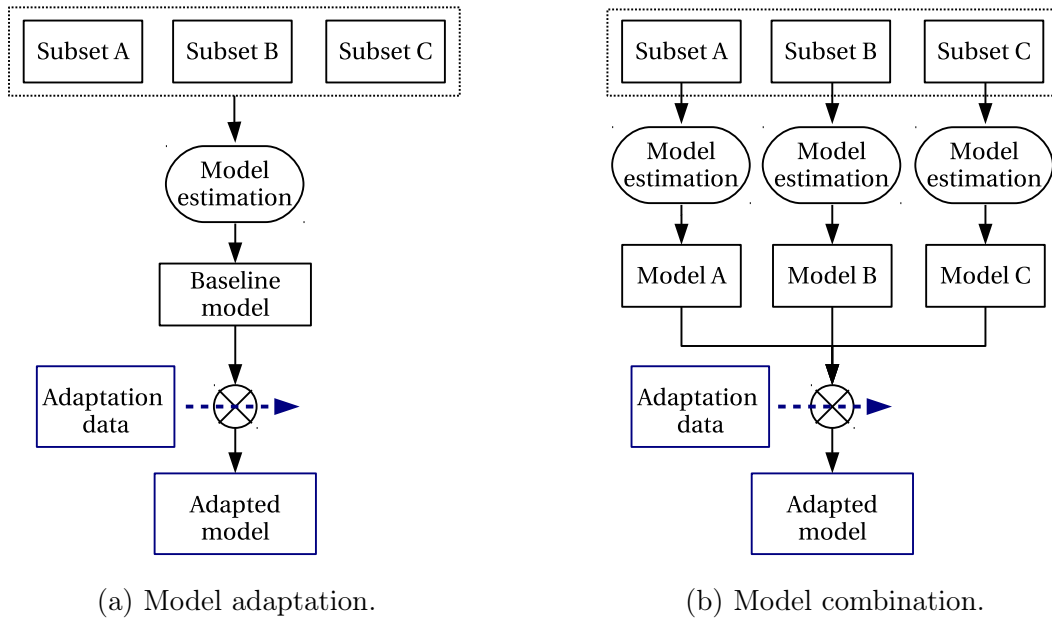 Subset A
Subset B
Subset C
Model
estimation
Baseline
model
Adaptation
data
Adapted
model
(a) Model adaptation.
Subset A
Subset B
Subset C
Model
estimation
Model
estimation
Model
estimation
Model A
Model B
Model C
Adaptation
data
Adapted
model
(b) Model combination.